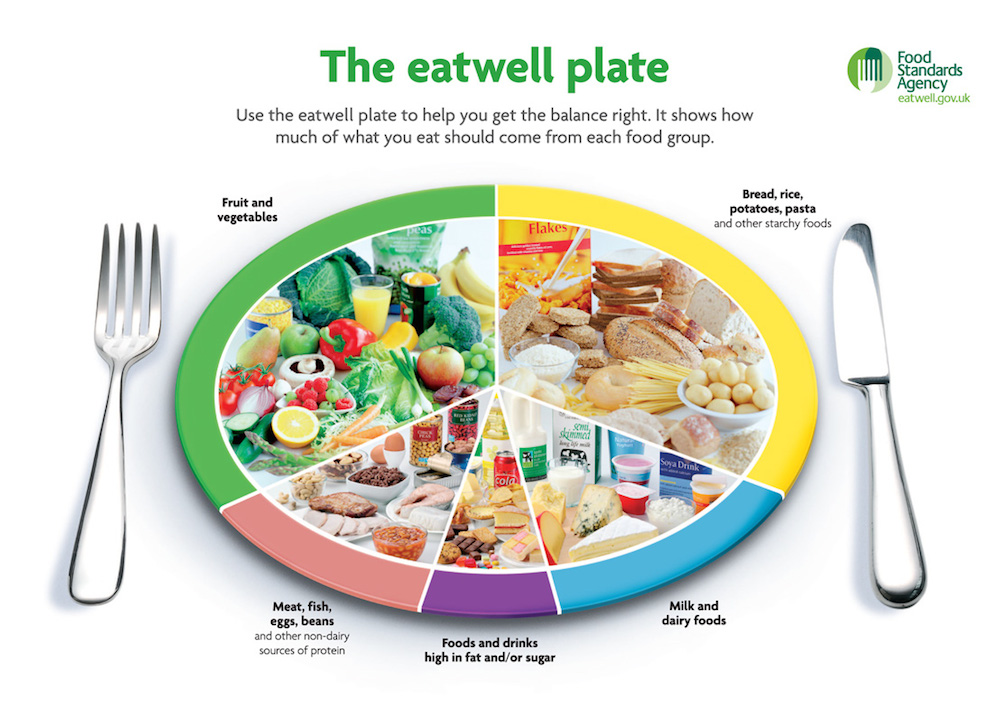 The eatwell plate
Food
Standards
Agency
eatwell.gov.uk
Use the eatwell plate to help you get the balance right. It shows how
much of what you eat should come from each food group.
Fruit and
vegetables
Bread, rice,
potatoes, pasta
and other starchy foods
peas
Flakes
semi
skimmed
long life milk
Soya Drink
cola
Meat, fish,
eggs, beans
and other non-dairy
sources of protein
Foods and drinks
high in fat and/or sugar
Milk and
dairy foods